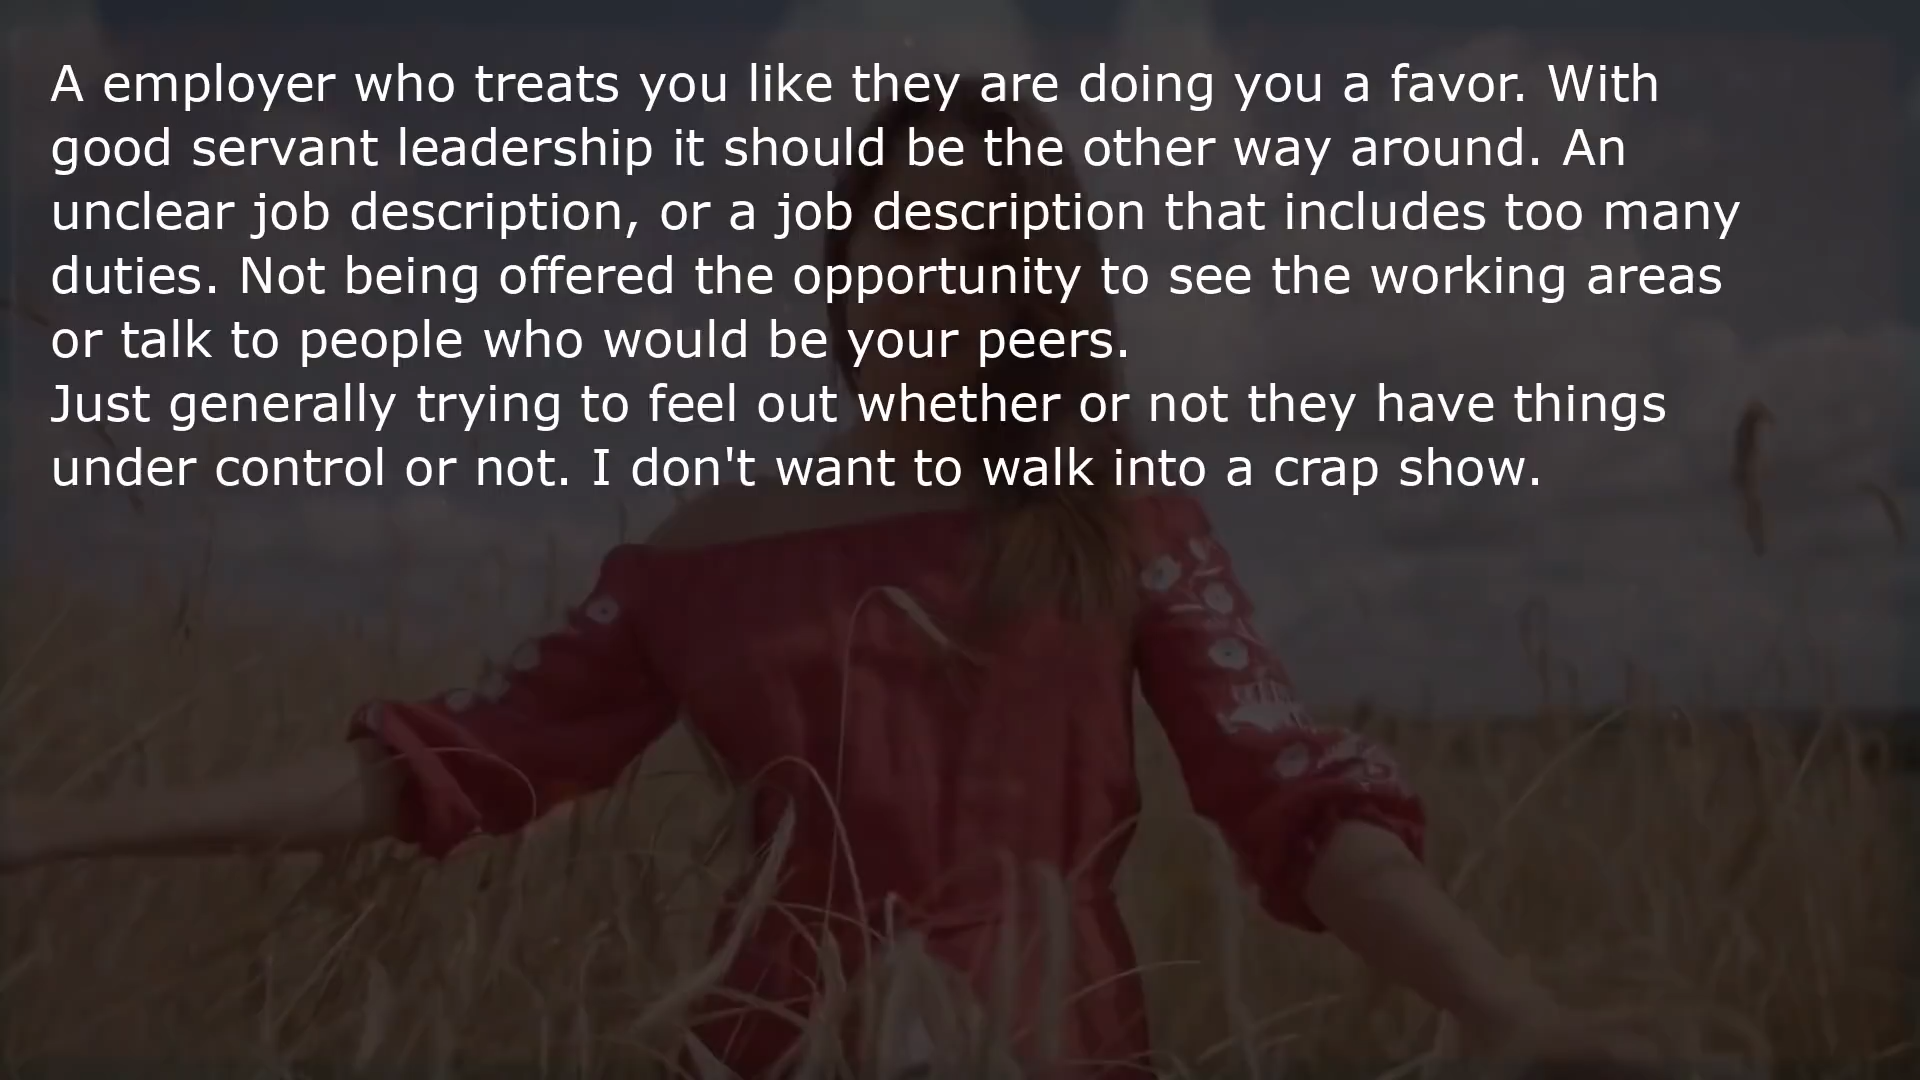 A employer who treats you like they are doing you a favor. With
good servant leadership it should be the other way around. An
unclear job description, or a job description that includes too many
duties. Not being offered the opportunity to see the working areas
or talk to people who would be your peers.
Just generally trying to feel out whether or not they have things
under control or not. I don't want to walk into a crap show.